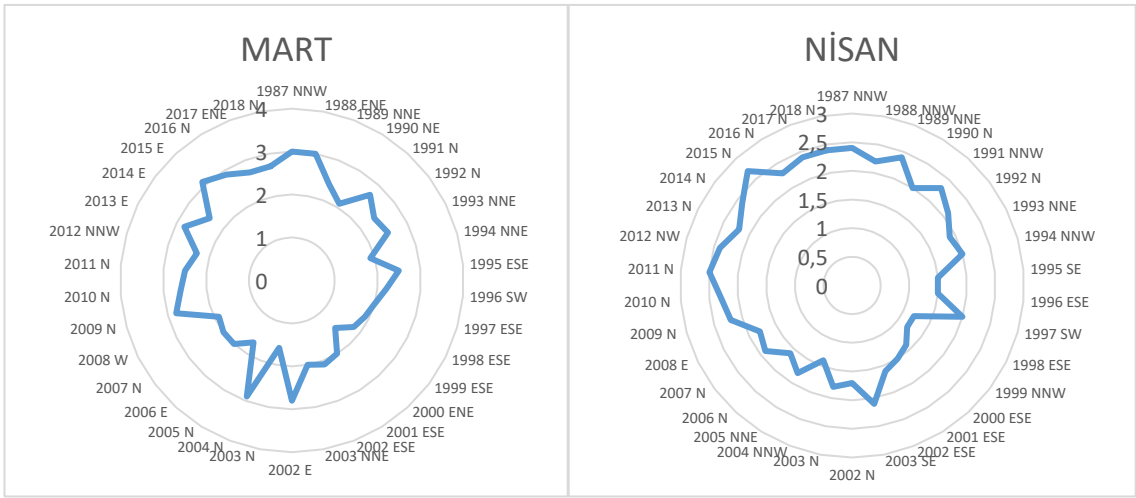 MART
1987 NNW
1988 ENE
1989 NNE
1990 NE
1991 N
1992 N
1993 NNE
1994 NNE
1995 ESE
1996 SW
1997 ESE
1998 ESE
1999 ESE
2000 ENE
2001 ESE
2002 ESE
2003 NNE
2002 E
2003 N
2004 N
2005 N
2006 E
2007 N
2008 W
2009 N
2010 N
2011 N
2012 NNW
2013 E
2014 E
2015 E
2016 N
2017 ENE
2018 N
4
3
2
1
0
NİSAN
1987 NNW
1988 NNW
1989 NNE
1990 N
1991 NNW
1992 N
1993 NNE
1994 NNW
1995 SE
1996 ESE
1997 SW
1998 ESE
1999 NNW
2000 ESE
2001 ESE
2002 ESE
2003 SE
2002 N
2003 N
2004 NNW
2005 NNE
2006 N
2007 N
2008 E
2009 N
2010 N
2011 N
2012 NW
2013 N
2014 N
2015 N
2016 N
2017 N
2018 N
3
2,5
2
1,5
1
0,5
0